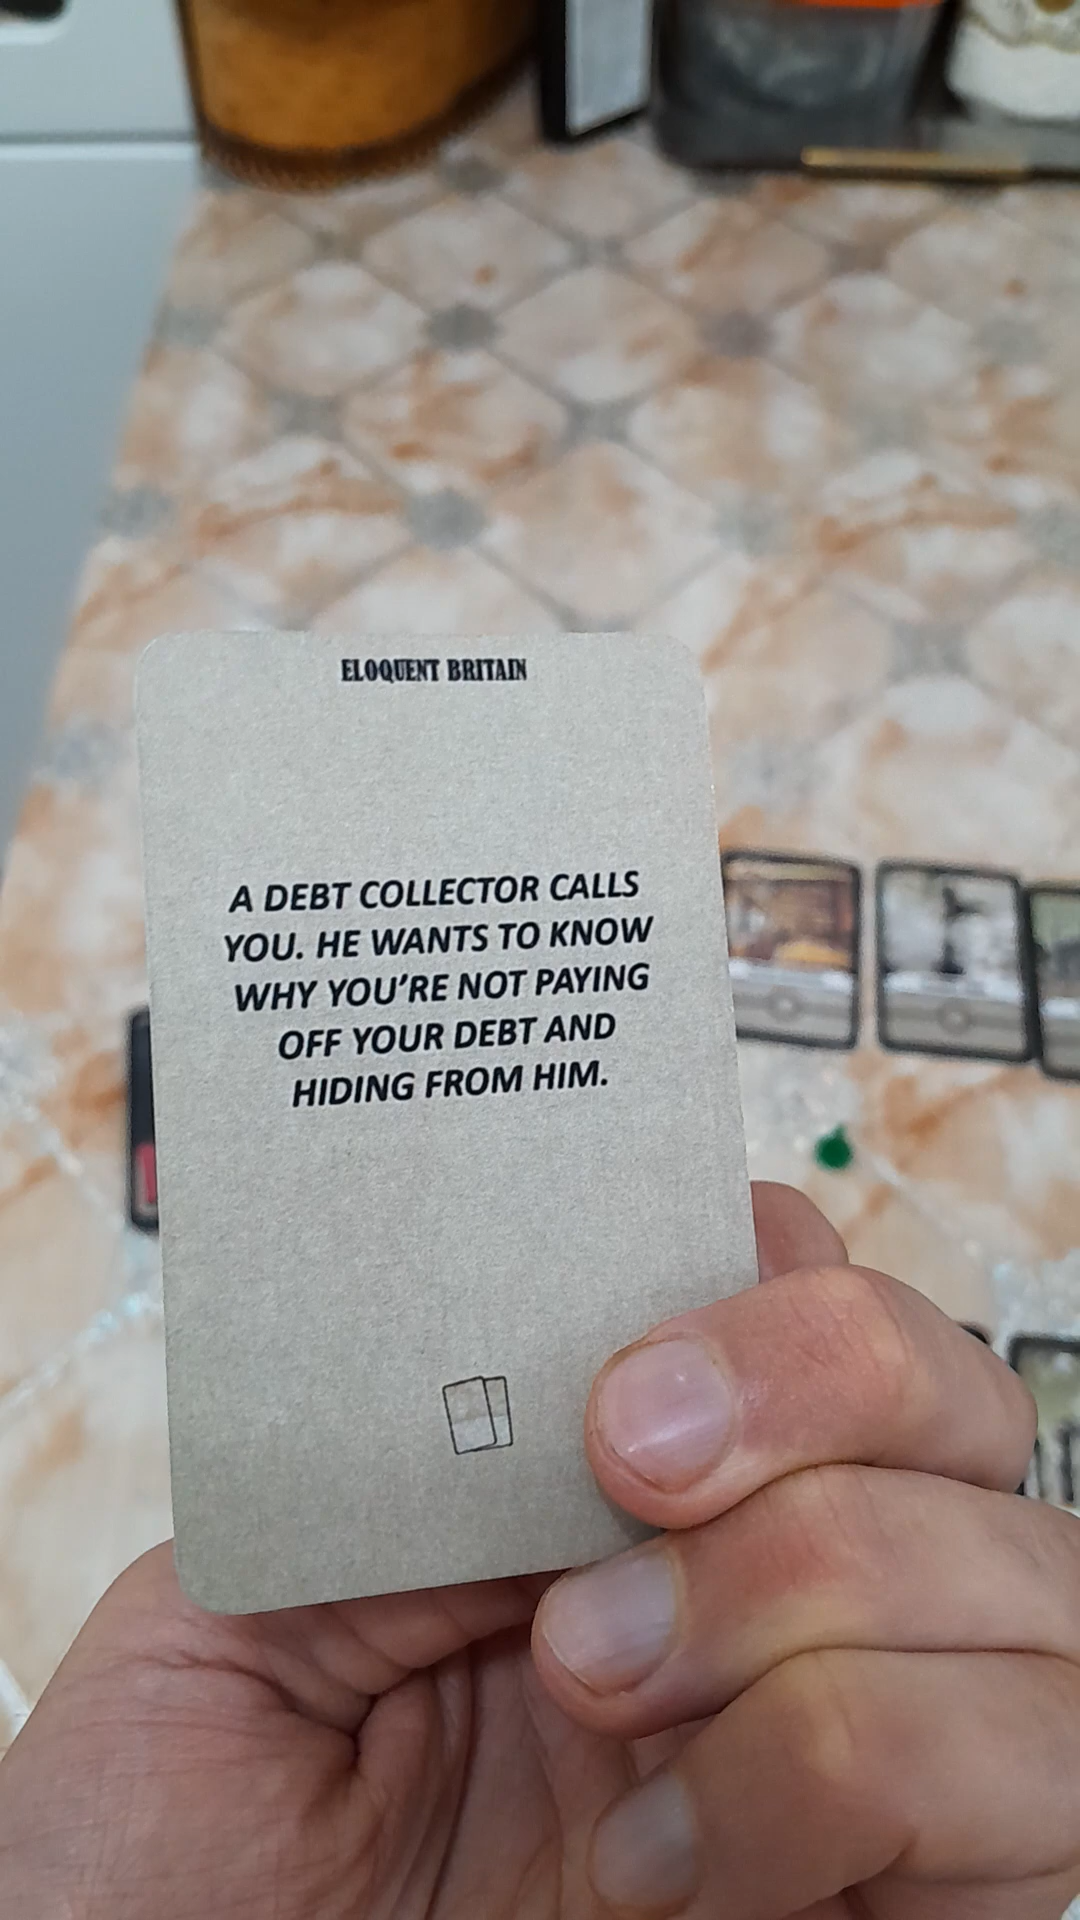 ELOQUENT BRITAIN
A DEBT COLLECTOR CALLS
YOU. HE WANTS TO KNOW
WHY YOU'RE NOT PAYING
OFF YOUR DEBT AND
HIDING FROM HIM.